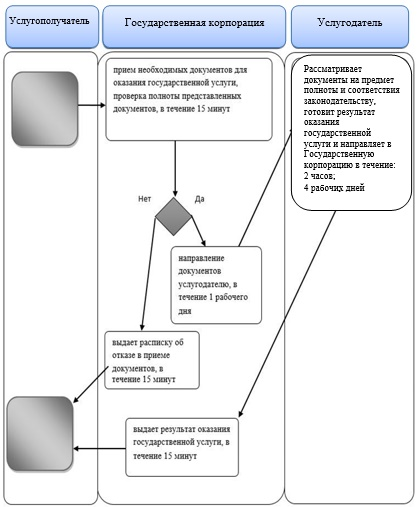 Услугополучатель
Государственная корпорация
Услугодатель
прием необходимых документов для
оказания государственной услуги,
проверка полноты представленных
документов, в течение 15 минут
Рассматривает
документы на предмет
полноты и соответствия
законодательству,
готовит результат
оказания
государственной
услуги и направляет в
Государственную
корпорацию в течение:
2 часов;
4 рабочих дней
Нет
Да
направление
документов
услугодателю, в
течение 1 рабочего
дня
выдает расписку об
отказе в приеме
документов, в
течение 15 минут
выдает результат оказания
государственной услуги, в
течение 15 минут